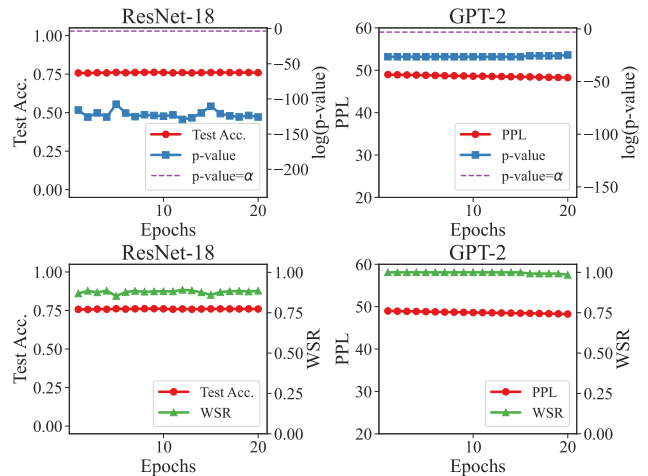 ResNet-18
1.00
0.75
0.50
0.25
0.00
Test Acc.
0
−50
−100
−150
−200
log(p-value)
Test Acc.
p-value
p-value=α
10
20
Epochs
GPT-2
60
50
40
30
20
PPL
0
−50
−100
−150
log(p-value)
PPL
p-value
p-value=α
10
20
Epochs
ResNet-18
1.00
0.75
0.50
0.25
0.00
Test Acc.
1.00
0.75
0.50
0.25
0.00
WSR
Test Acc.
WSR
10
20
Epochs
GPT-2
60
50
40
30
20
PPL
1.00
0.75
0.50
0.25
0.00
WSR
PPL
WSR
10
20
Epochs